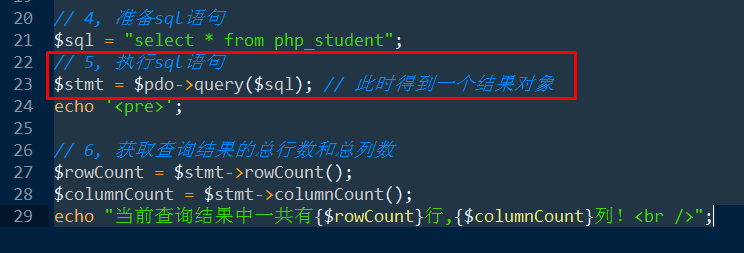 20 // 4, 准备sql语句
21 $sql = "select * from php_student";
22 // 5, 执行sql语句
23 $stmt = $pdo->query($sql); // 此时得到一个结果对象
24 echo '<pre>';
25
26 // 6, 获取查询结果的总行数和总列数
27 $rowCount = $stmt->rowCount();
28 $columnCount = $stmt->columnCount();
29 echo "当前查询结果中一共有{$rowCount}行,{$columnCount}列! <br />";